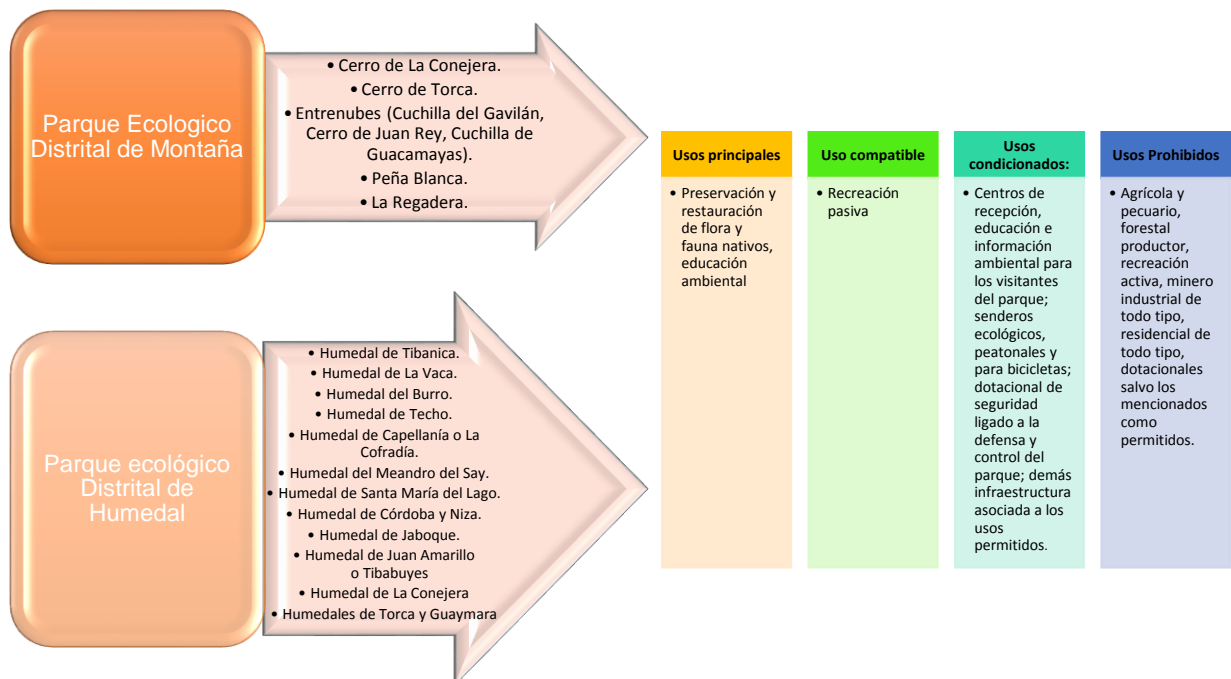 Parque Ecologico
Distrital de Montaña
• Cerro de La Conejera.
• Cerro de Torca.
• Entrenubes (Cuchilla del Gavilán,
Cerro de Juan Rey, Cuchilla de
Guacamayas).
• Peña Blanca.
• La Regadera.
Parque ecológico
Distrital de
Humedal
• Humedal de Tibanica.
• Humedal de La Vaca.
• Humedal del Burro.
• Humedal de Techo.
• Humedal de Capellanía o La
Cofradía.
• Humedal del Meandro del Say.
• Humedal de Santa María del Lago.
• Humedal de Córdoba y Niza.
• Humedal de Jaboque.
• Humedal de Juan Amarillo
o Tibabuyes
• Humedal de La Conejera
• Humedales de Torca y Guaymara
Usos principales
• Preservación y
restauración
de flora y
fauna nativos,
educación
ambiental
Uso compatible
• Recreación
pasiva
Usos
condicionados:
• Centros de
recepción,
educación e
información
ambiental para
los visitantes
del parque;
senderos
ecológicos,
peatonales y
para bicicletas;
dotacional de
seguridad
ligado a la
defensa y
control del
parque; demás
infraestructura
asociada a los
usos
permitidos.
Usos Prohibidos
• Agrícola y
pecuario,
forestal
productor,
recreación
activa, minero
industrial de
todo tipo,
residencial de
todo tipo,
dotacionales
salvo los
mencionados
como
permitidos.